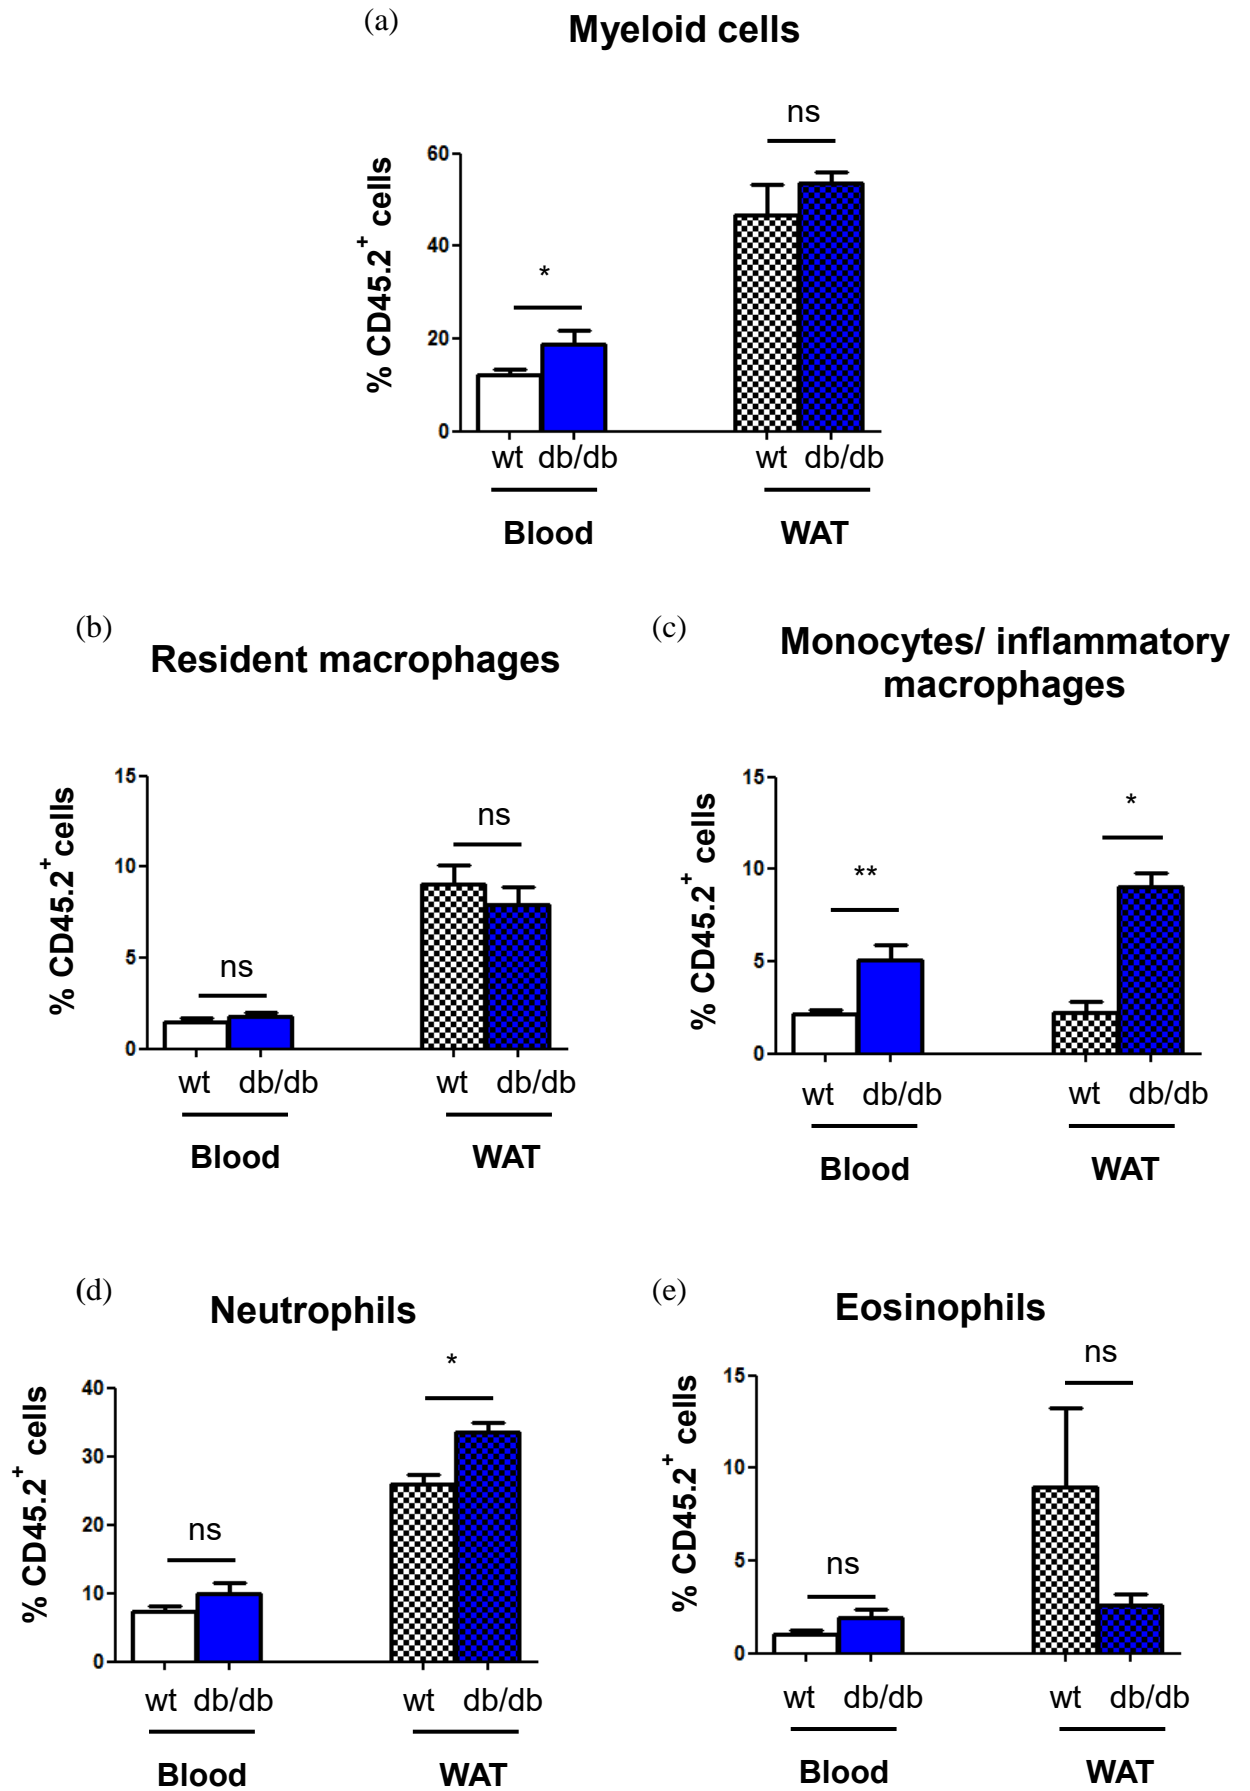 (a)
Myeloid cells
ns
*
% CD45.2+ cells
60
40
20
0
wt db/db wt db/db
Blood WAT
(b)
Resident macrophages
% CD45.2+ cells
15
10
5
0
ns
ns
wt db/db wt db/db
Blood WAT
(c)
Monocytes/ inflammatory
macrophages
% CD45.2+ cells
15
10
5
0
*
**
wt db/db wt db/db
Blood WAT
(d)
Neutrophils
% CD45.2+ cells
40
30
20
10
0
*
ns
wt db/db wt db/db
Blood WAT
(e)
Eosinophils
% CD45.2+ cells
15
10
5
0
ns
ns
wt db/db wt db/db
Blood WAT